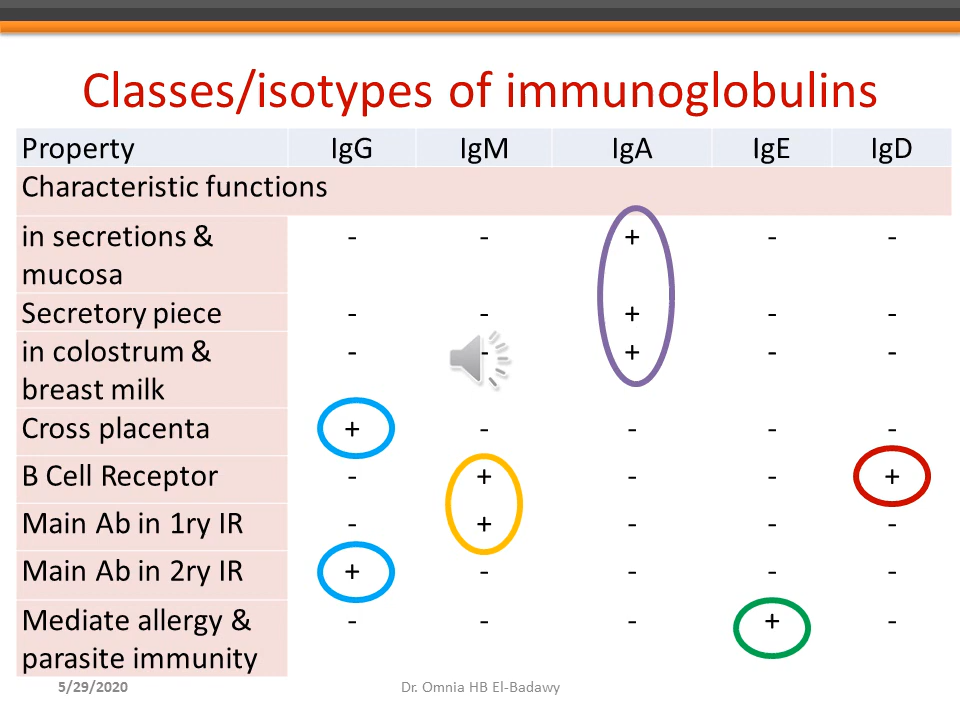 Classes/isotypes of immunoglobulins
Property IgG IgM IgA IgE IgD
Characteristic functions
in secretions & - - + - -
mucosa
Secretory piece - - + - -
in colostrum & - - + - -
breast milk
Cross placenta + - - - -
B Cell Receptor - + - - +
Main Ab in 1ry IR - + - - -
Main Ab in 2ry IR + - - - -
Mediate allergy & - - - + -
parasite immunity
5/29/2020 Dr. Omnia HB El-Badawy